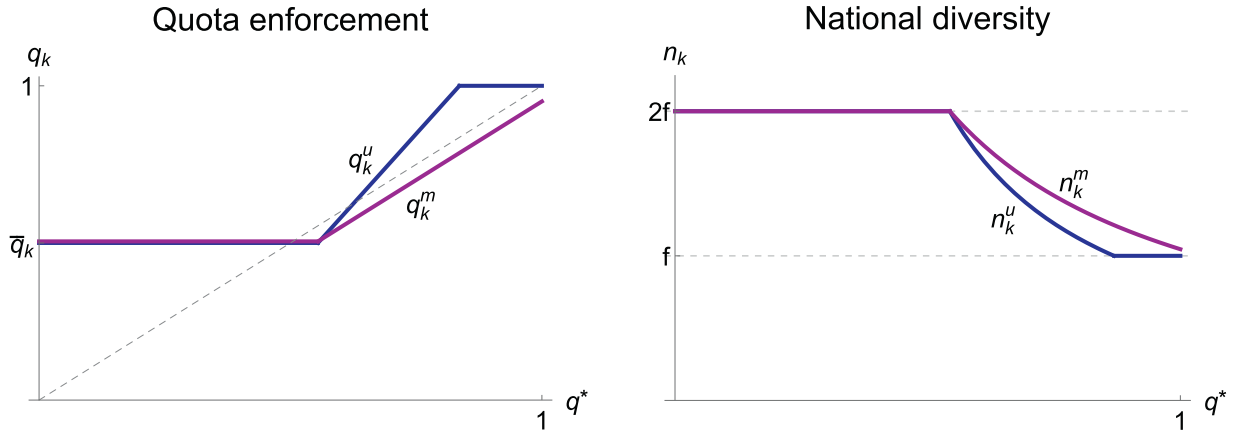 Quota enforcement
q_k
1
q_k^u
q_k^m
q̅_k
1
q*
National diversity
n_k
2f
n_k^m
n_k^u
f
1
q*